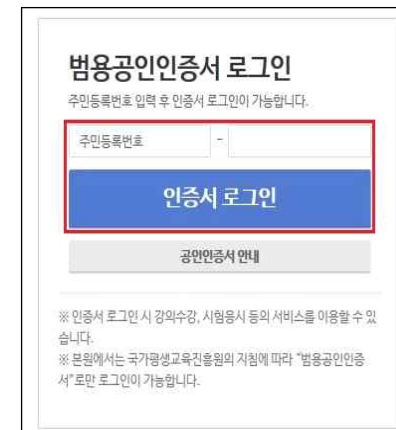 범용공인인증서 로그인
주민등록번호 입력 후 인증서 로그인이 가능합니다.
주민등록번호 -
인증서 로그인
공인인증서 안내
※ 인증서 로그인 시 강의수강, 시험응시 등의 서비스를 이용할 수 있
습니다.
※ 본원에서는 국가평생교육진흥원의 지침에 따라 "범용공인인증
서"로만 로그인이 가능합니다.